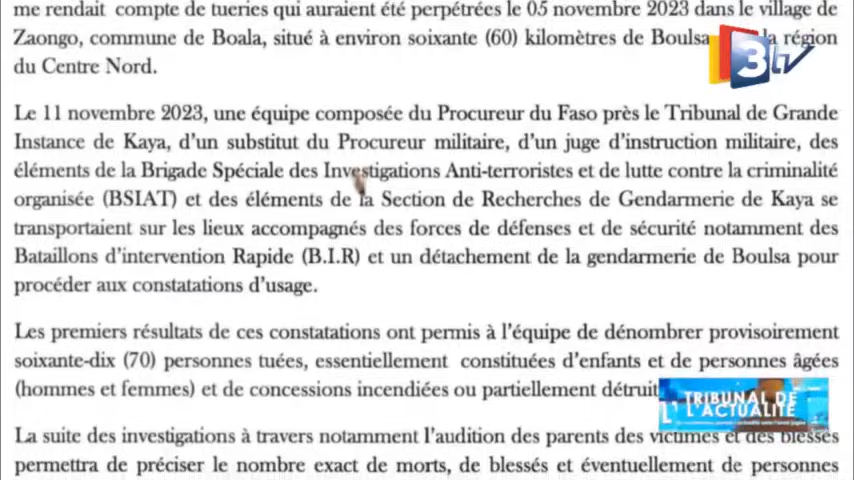 me rendait compte de tueries qui auraient été perpétrées le 05 novembre 2023 dans le village de
Zaongo, commune de Boala, situé à environ soixante (60) kilomètres de Boulsa la région
du Centre Nord.
3tv
Le 11 novembre 2023, une équipe composée du Procureur du Faso près le Tribunal de Grande
Instance de Kaya, d'un substitut du Procureur militaire, d'un juge d'instruction militaire, des
éléments de la Brigade Spéciale des Investigations Anti-terroristes et de lutte contre la criminalité
organisée (BSIAT) et des éléments de la Section de Recherches de Gendarmerie de Kaya se
transportaient sur les lieux accompagnés des forces de défenses et de sécurité notamment des
Bataillons d'intervention Rapide (B.I.R) et un détachement de la gendarmerie de Boulsa pour
procéder aux constatations d'usage.
Les premiers résultats de ces constatations ont permis à l'équipe de dénombrer provisoirement
soixante-dix (70) personnes tuées, essentiellement constituées d'enfants et de personnes âgées
(hommes et femmes) et de concessions incendiées ou partiellement détruit
TRIBUNAL DE
L'ACTUALITÉ
La suite des investigations à travers notamment l'audition des parents des victimes et des blessés
permettra de préciser le nombre exact de morts, de blessés et éventuellement de personnes